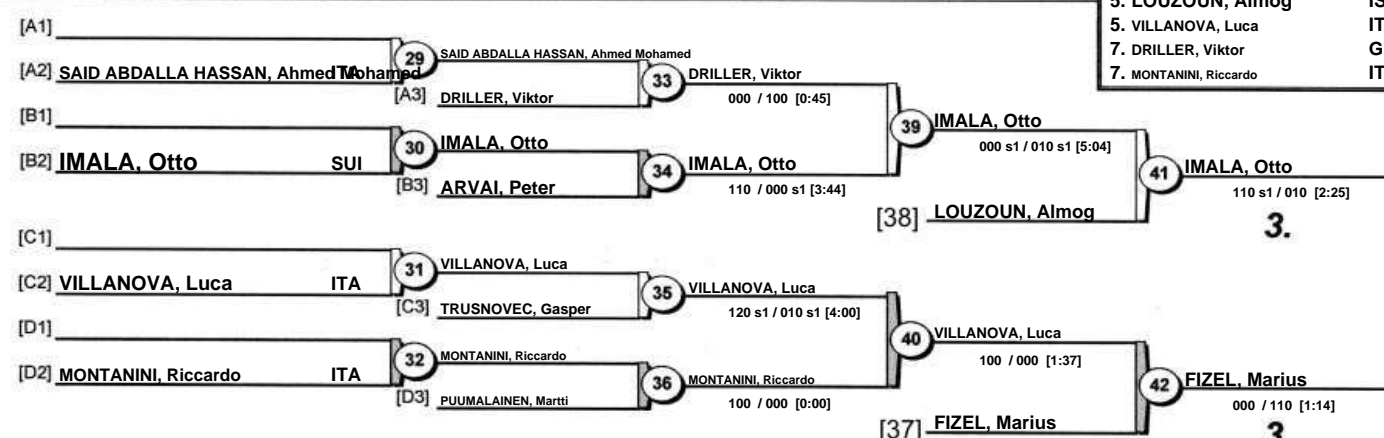 5. LOUZOUN, Almog IS
5. VILLANOVA, Luca IT
7. DRILLER, Viktor G
7. MONTANINI, Riccardo IT
[A1]
[A2] SAID ABDALLA HASSAN, Ahmed Mohamed ITA
29
SAID ABDALLA HASSAN, Ahmed Mohamed
[A3] DRILLER, Viktor
33
DRILLER, Viktor
000 / 100 [0:45]
[B1]
[B2] IMALA, Otto SUI
30
IMALA, Otto
[B3] ARVAI, Peter
34
IMALA, Otto
110 / 000 s1 [3:44]
39
IMALA, Otto
000 s1 / 010 s1 [5:04]
[38] LOUZOUN, Almog
41
IMALA, Otto
110 s1 / 010 [2:25]
3.
[C1]
[C2] VILLANOVA, Luca ITA
31
VILLANOVA, Luca
[C3] TRUSNOVEC, Gasper
35
VILLANOVA, Luca
120 s1 / 010 s1 [4:00]
[D1]
[D2] MONTANINI, Riccardo ITA
32
MONTANINI, Riccardo
[D3] PUUMALAINEN, Martti
36
MONTANINI, Riccardo
100 / 000 [0:00]
40
VILLANOVA, Luca
100 / 000 [1:37]
[37] FIZEL, Marius
42
FIZEL, Marius
000 / 110 [1:14]
3